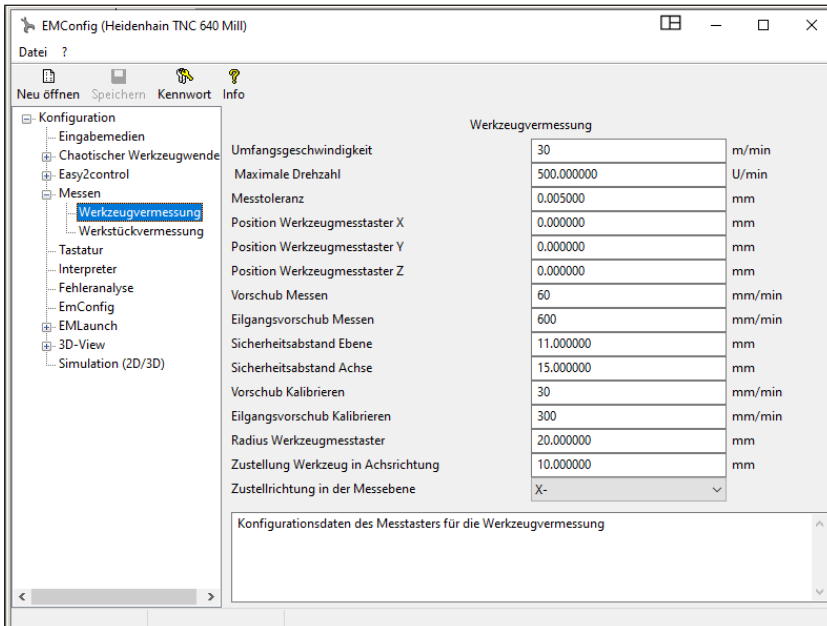 EMConfig (Heidenhain TNC 640 Mill)
Datei ?
Neu öffnen Speichern Kennwort Info
Konfiguration
Eingabemedien
Chaotischer Werkzeugwende
Easy2control
Messen
Werkzeugvermessung
Werkstückvermessung
Tastatur
Interpreter
Fehleranalyse
EmConfig
EMLaunch
3D-View
Simulation (2D/3D)
Werkzeugvermessung
Umfangsgeschwindigkeit 30 m/min
Maximale Drehzahl 500.000000 U/min
Messtoleranz 0.005000 mm
Position Werkzeugmesstaster X 0.000000 mm
Position Werkzeugmesstaster Y 0.000000 mm
Position Werkzeugmesstaster Z 0.000000 mm
Vorschub Messen 60 mm/min
Eilgangsvorschub Messen 600 mm/min
Sicherheitsabstand Ebene 11.000000 mm
Sicherheitsabstand Achse 15.000000 mm
Vorschub Kalibrieren 30 mm/min
Eilgangsvorschub Kalibrieren 300 mm/min
Radius Werkzeugmesstaster 20.000000 mm
Zustellung Werkzeug in Achsrichtung 10.000000 mm
Zustellrichtung in der Messebene X-
Konfigurationsdaten des Messtasters für die Werkzeugvermessung